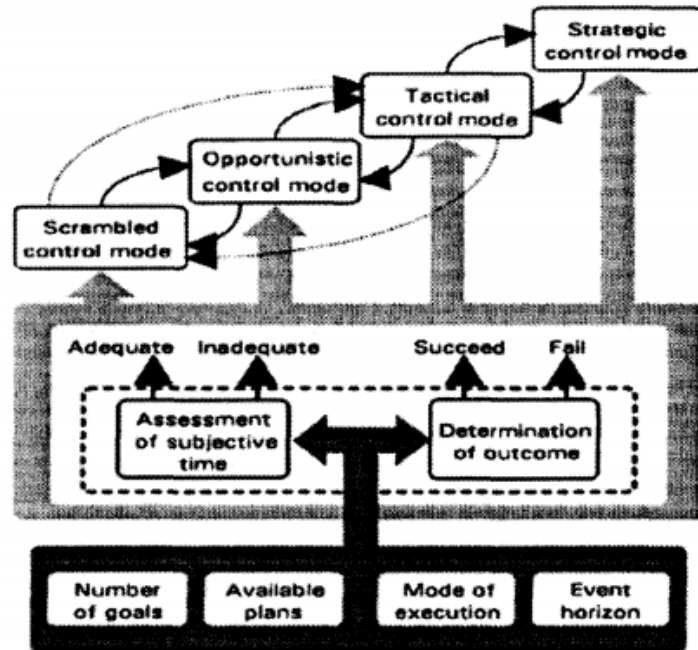 Strategic
control mode
Tactical
control mode
Opportunistic
control mode
Scrambled
control mode
Adequate
Inadequate
Succeed
Fail
Assessment
of subjective
time
Determination
of outcome
Number
of goals
Available
plans
Mode of
execution
Event
horizon